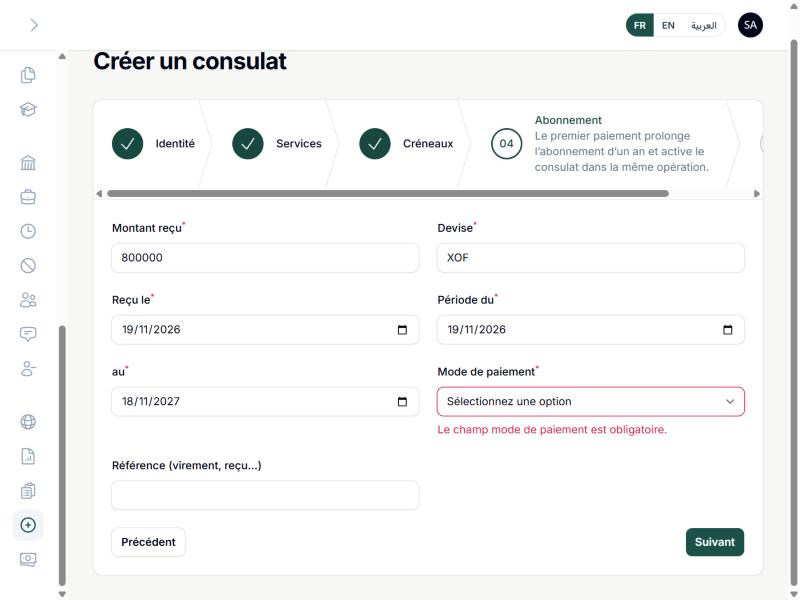 FR
EN
العربية
SA
Créer un consulat
Identité
Services
Créneaux
04
Abonnement
Le premier paiement prolonge
l’abonnement d’un an et active le
consulat dans la même opération.
Montant reçu*
Devise*
800000
XOF
Reçu le*
Période du*
19/11/2026
19/11/2026
au*
Mode de paiement*
18/11/2027
Sélectionnez une option
Le champ mode de paiement est obligatoire.
Référence (virement, reçu…)
Précédent
Suivant